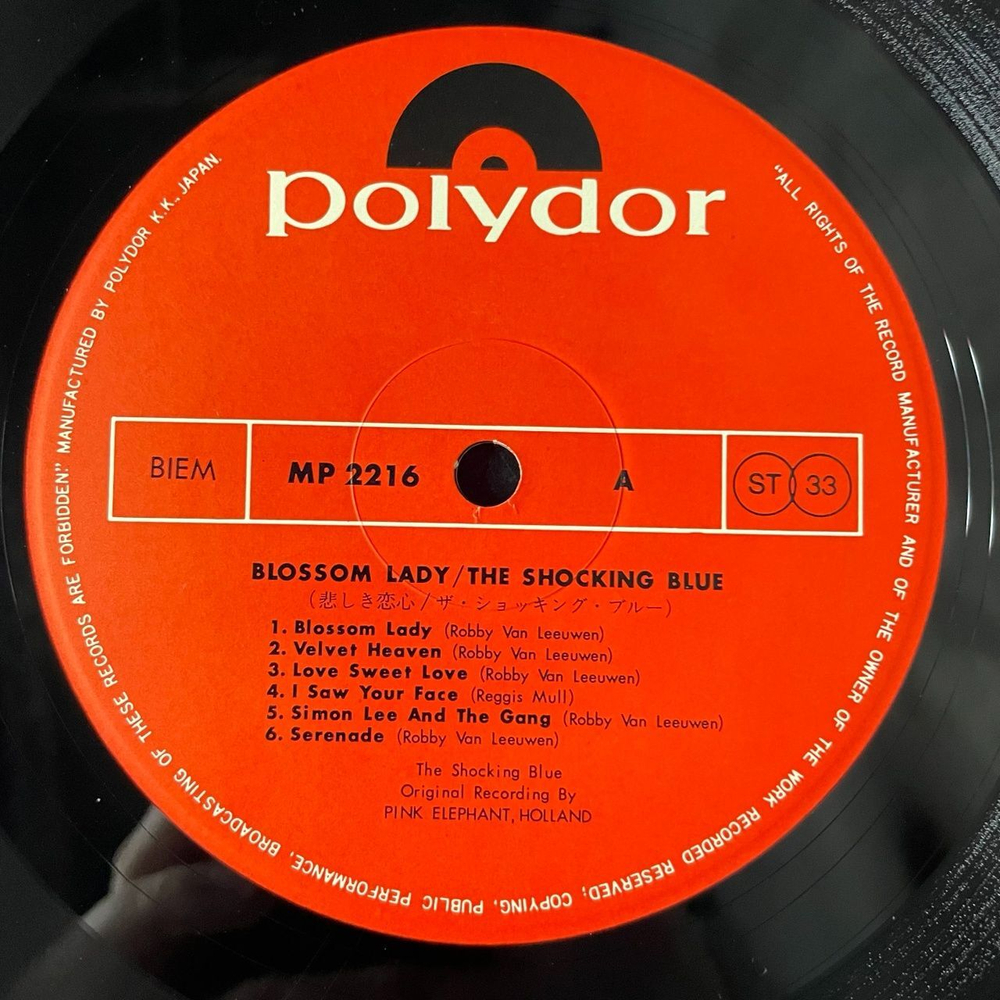 polydor
BIEM
MP 2216
A
ST 33
BLOSSOM LADY/THE SHOCKING BLUE
(悲しき恋心/ザ・ショッキング・ブルー)
1. Blossom Lady (Robby Van Leeuwen)
2. Velvet Heaven (Robby Van Leeuwen)
3. Love Sweet Love (Robby Van Leeuwen)
4. I Saw Your Face (Reggis Mull)
5. Simon Lee And The Gang (Robby Van Leeuwen)
6. Serenade (Robby Van Leeuwen)
The Shocking Blue
Original Recording By
PINK ELEPHANT, HOLLAND
"ALL RIGHTS OF THE RECORD MANUFACTURER AND OF THE OWNER OF THE WORK RECORDED RESERVED; COPYING, PUBLIC PERFORMANCE, BROADCASTING OF THESE RECORDS ARE FORBIDDEN" MANUFACTURED BY POLYDOR K.K., JAPAN.